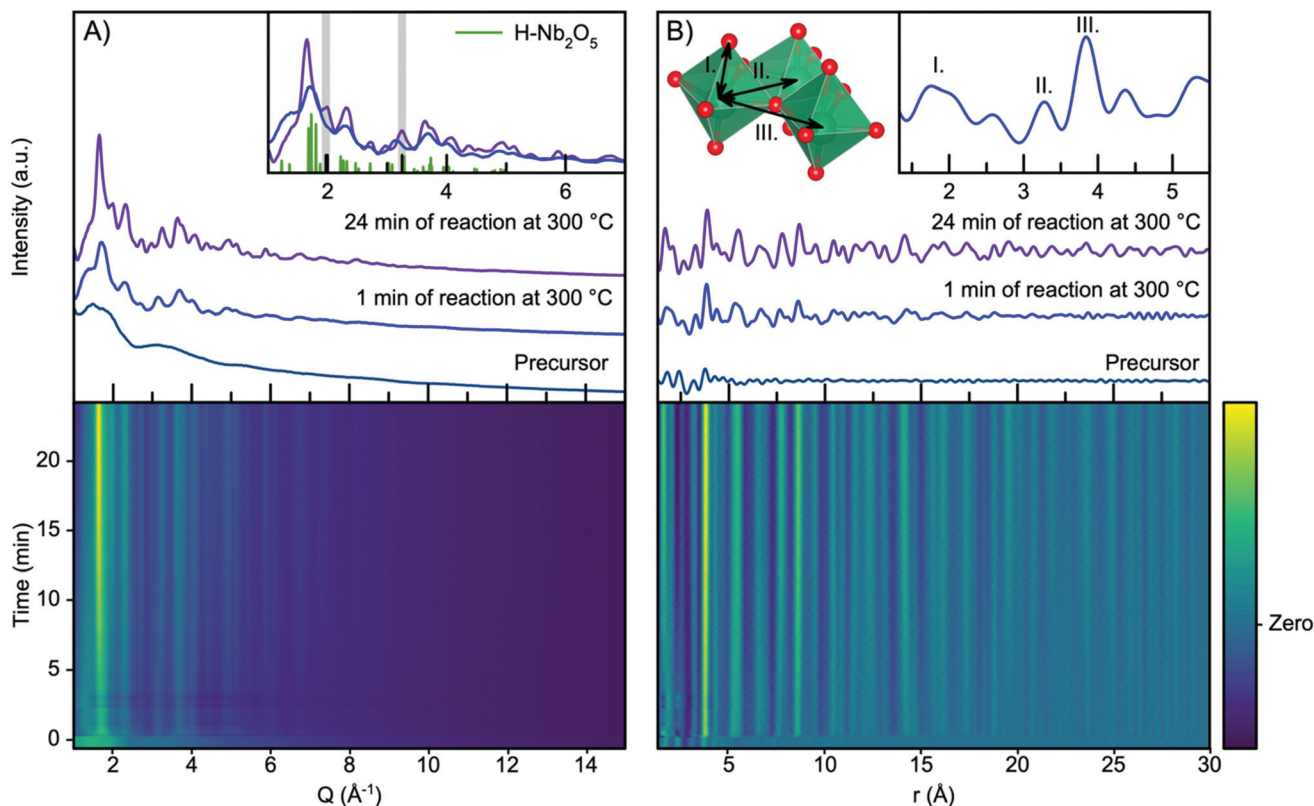 A)
H-Nb₂O₅
2 4 6
24 min of reaction at 300 °C
1 min of reaction at 300 °C
Precursor
Intensity (a.u.)
20
15
10
5
0
Time (min)
2 4 6 8 10 12 14
Q (Å⁻¹)
B)
I.
II.
III.
I.
II.
III.
2 3 4 5
24 min of reaction at 300 °C
1 min of reaction at 300 °C
Precursor
5 10 15 20 25 30
r (Å)
Zero